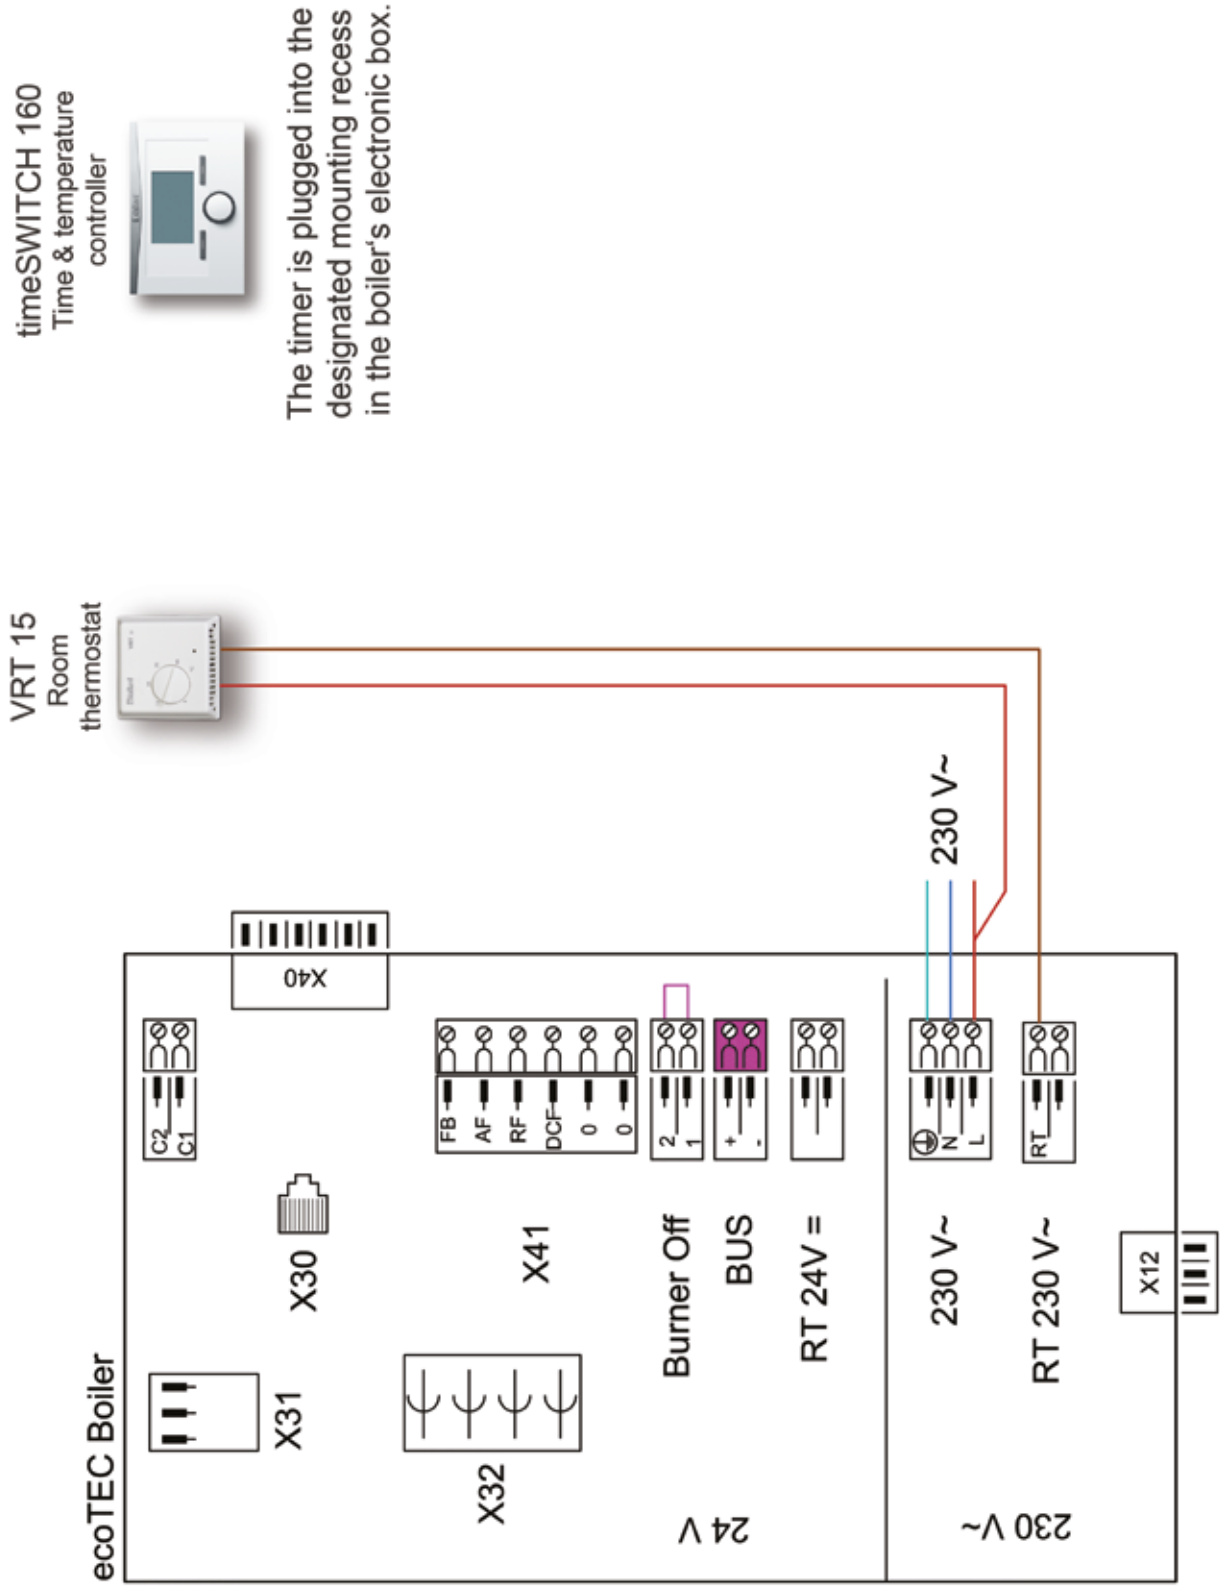 timeSWITCH 160
Time & temperature
controller
The timer is plugged into the
designated mounting recess
in the boiler's electronic box.
VRT 15
Room
thermostat
230 V~
ecoTEC Boiler
X40
C2
C1
X30
X31
X41
FB
AF
RF
DCF
0
0
X32
Burner Off
2
1
BUS
+
-
RT 24V =
24 V
230 V~
N
L
RT 230 V~
RT
230 V~
X12